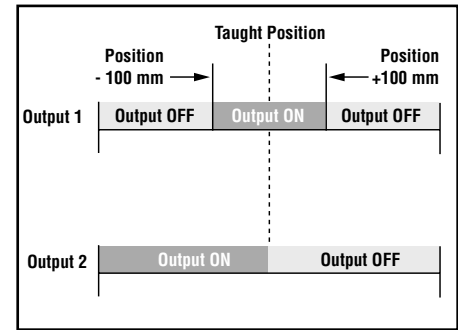 Taught Position
Position
- 100 mm
Position
+100 mm
Output 1
Output OFF
Output ON
Output OFF
Output 2
Output ON
Output OFF